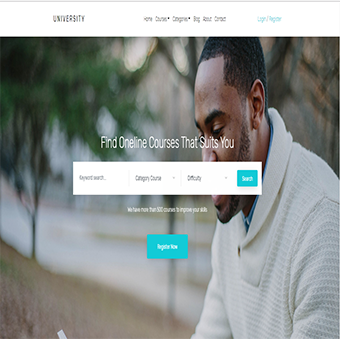 UNIVERSITY
Home Courses Categories Blog About Contact
Login / Register
Find Oneline Courses That Suits You
Keyword search... Category Course Difficulty Search
We have more than 500 courses to improve your skills.
Register Now